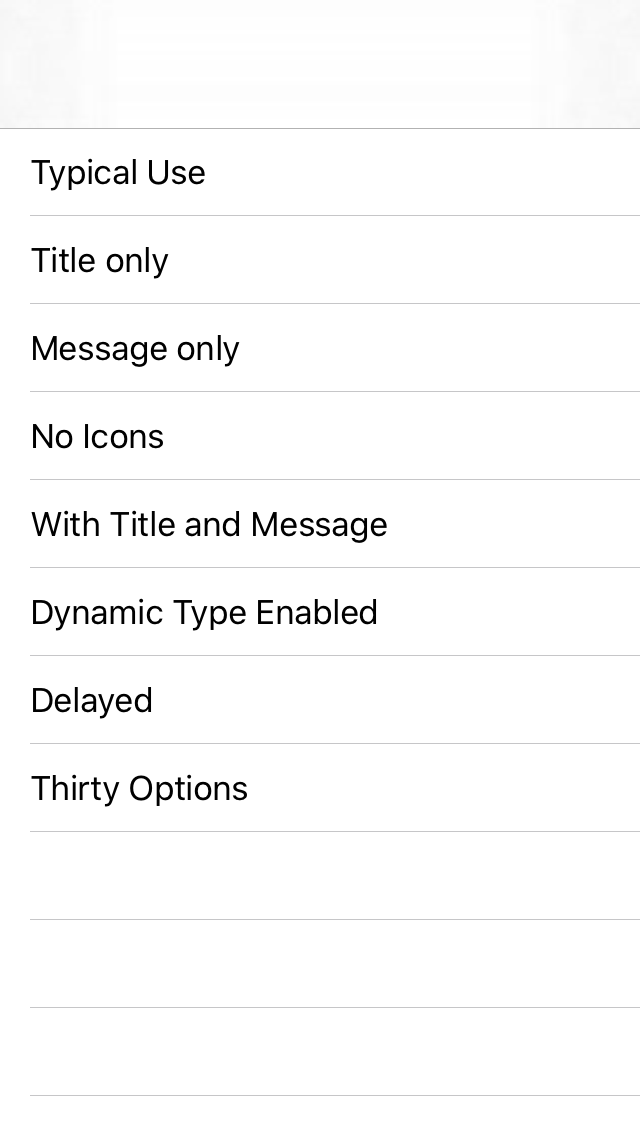 Typical Use
Title only
Message only
No Icons
With Title and Message
Dynamic Type Enabled
Delayed
Thirty Options